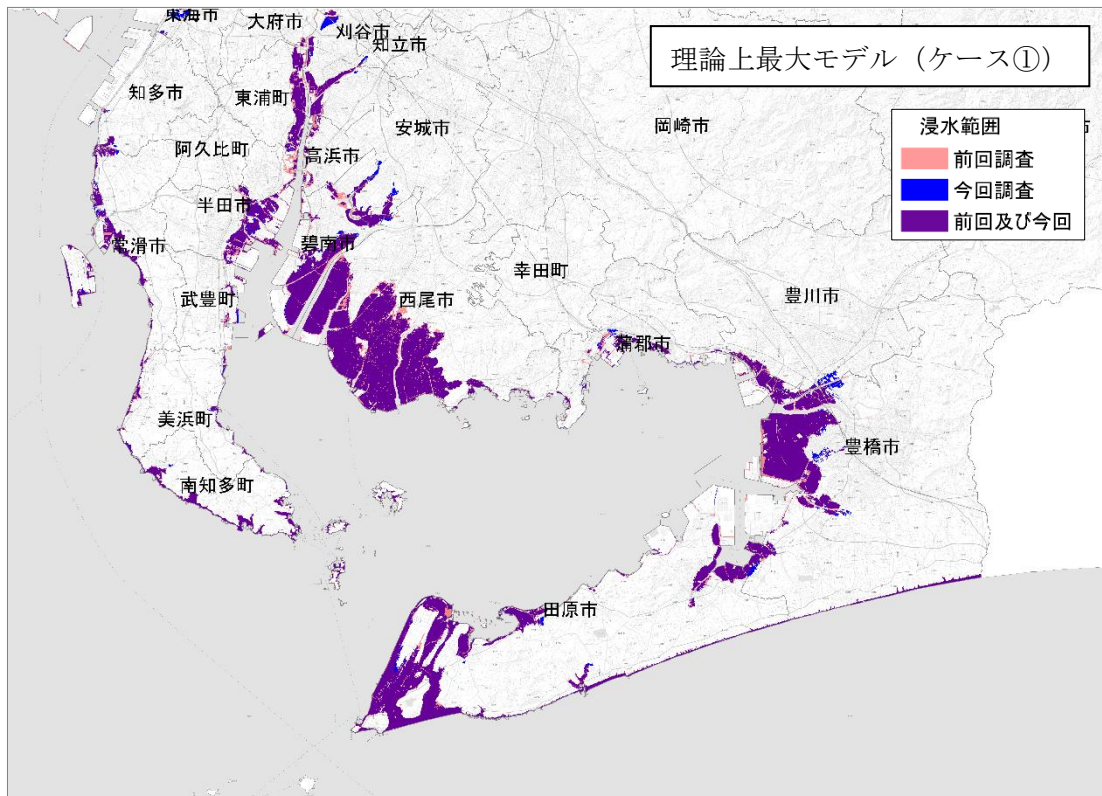 理論上最大モデル（ケース①）
浸水範囲
前回調査
今回調査
前回及び今回
東海市
大府市
刈谷市
知立市
知多市
東浦町
安城市
岡崎市
市
阿久比町
高浜市
半田市
常滑市
碧南市
幸田町
武豊町
西尾市
豊川市
蒲郡市
美浜町
豊橋市
南知多町
田原市